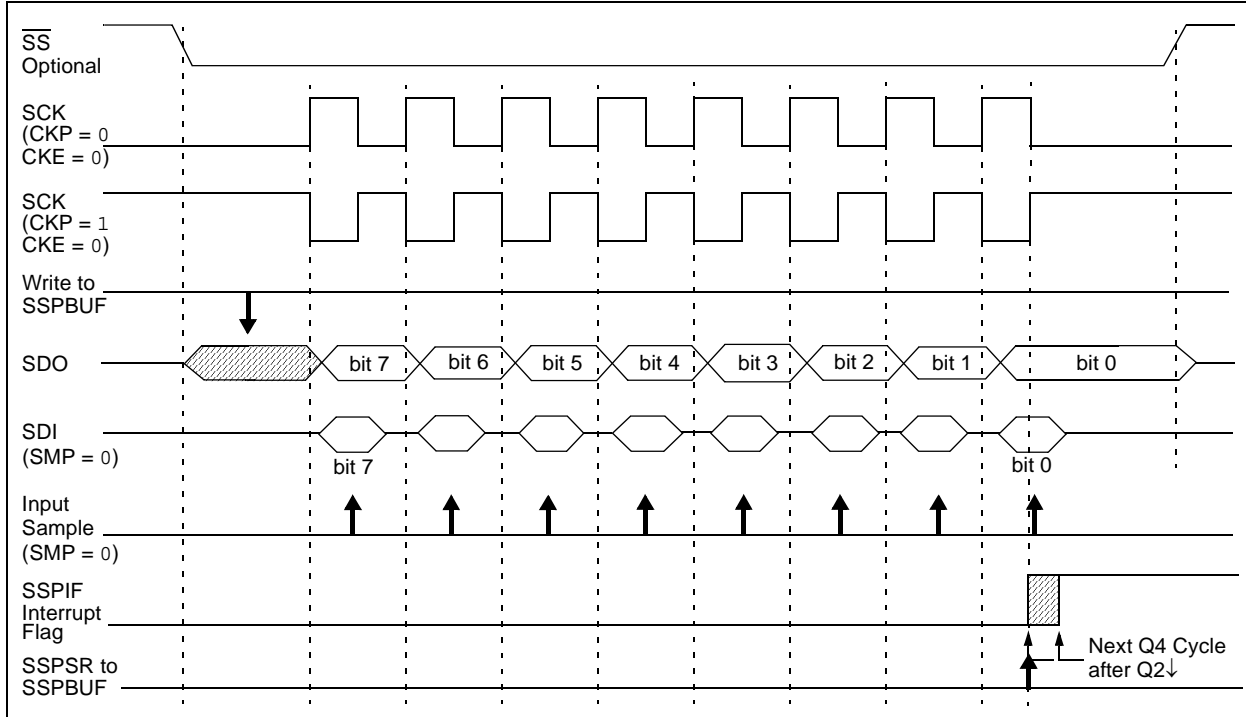 SS
Optional
SCK
(CKP = 0
CKE = 0)
SCK
(CKP = 1
CKE = 0)
Write to
SSPBUF
SDO
bit 7
bit 6
bit 5
bit 4
bit 3
bit 2
bit 1
bit 0
SDI
(SMP = 0)
bit 7
bit 0
Input
Sample
(SMP = 0)
SSPIF
Interrupt
Flag
Next Q4 Cycle
after Q2↓
SSPSR to
SSPBUF